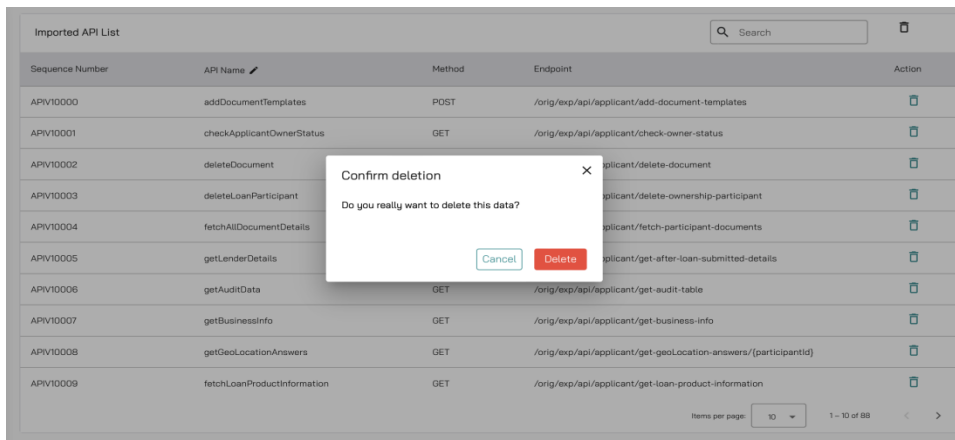 Imported API List
Search
Sequence Number API Name Method Endpoint Action
APIV10000 addDocumentTemplates POST /orig/exp/api/applicant/add-document-templates
APIV10001 checkApplicantOwnerStatus GET /orig/exp/api/applicant/check-owner-status
APIV10002 deleteDocument plicant/delete-document
APIV10003 deleteLoanParticipant plicant/delete-ownership-participant
APIV10004 fetchAllDocumentDetails plicant/fetch-participant-documents
APIV10005 getLenderDetails plicant/get-after-loan-submitted-details
Confirm deletion
Do you really want to delete this data?
Cancel Delete
APIV10006 getAuditData GET /orig/exp/api/applicant/get-audit-table
APIV10007 getBusinessInfo GET /orig/exp/api/applicant/get-business-info
APIV10008 getGeoLocationAnswers GET /orig/exp/api/applicant/get-geoLocation-answers/{participantId}
APIV10009 fetchLoanProductInformation GET /orig/exp/api/applicant/get-loan-product-information
Items per page: 10 1 – 10 of 88